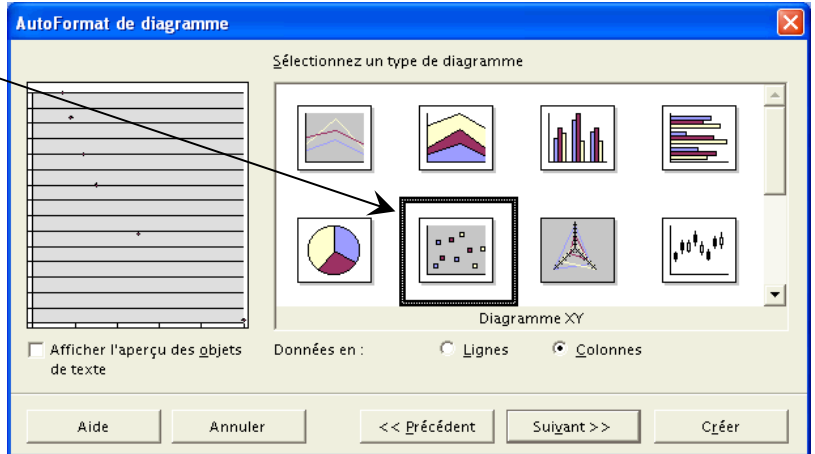 AutoFormat de diagramme
Sélectionnez un type de diagramme
Diagramme XY
Afficher l'aperçu des objets
de texte
Données en :
Lignes
Colonnes
Aide
Annuler
<< Précédent
Suivant >>
Créer